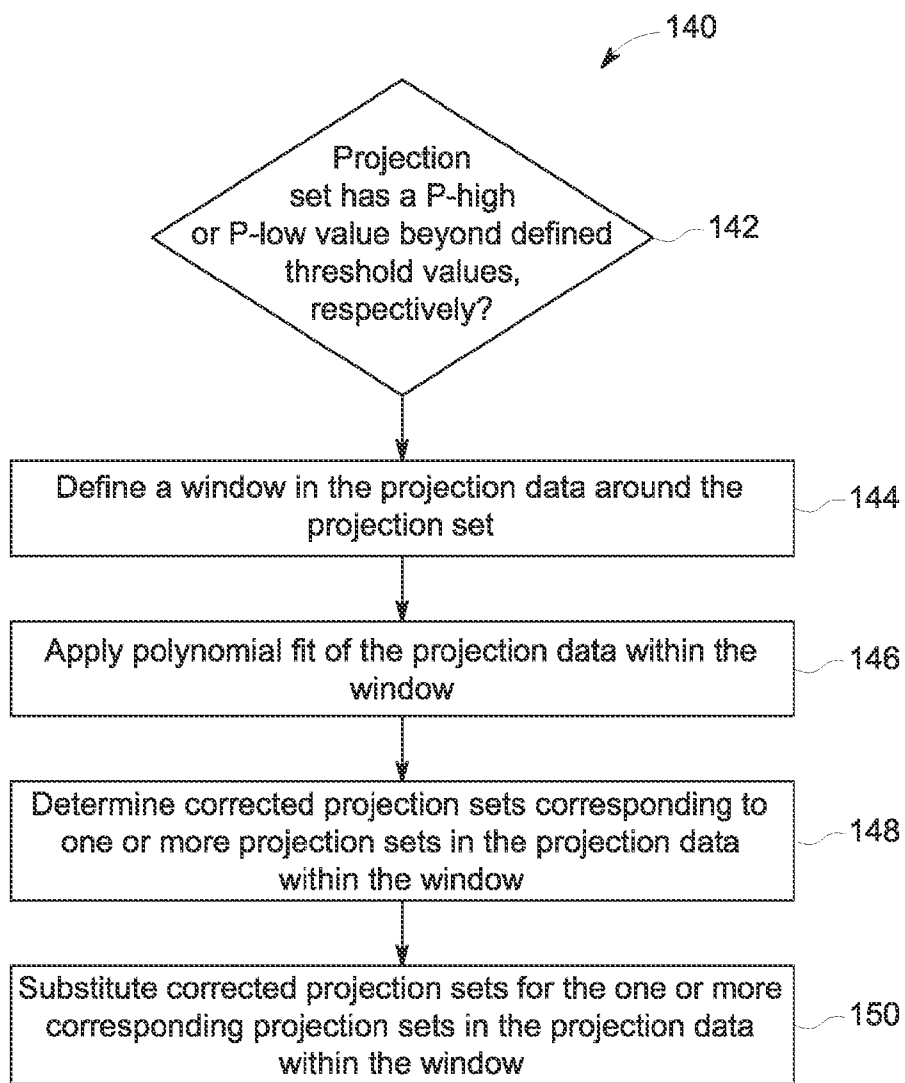 140
Projection
set has a P-high
or P-low value beyond defined
threshold values,
respectively?
142
Define a window in the projection data around the
projection set
144
Apply polynomial fit of the projection data within the
window
146
Determine corrected projection sets corresponding to
one or more projection sets in the projection data
within the window
148
Substitute corrected projection sets for the one or more
corresponding projection sets in the projection data
within the window
150